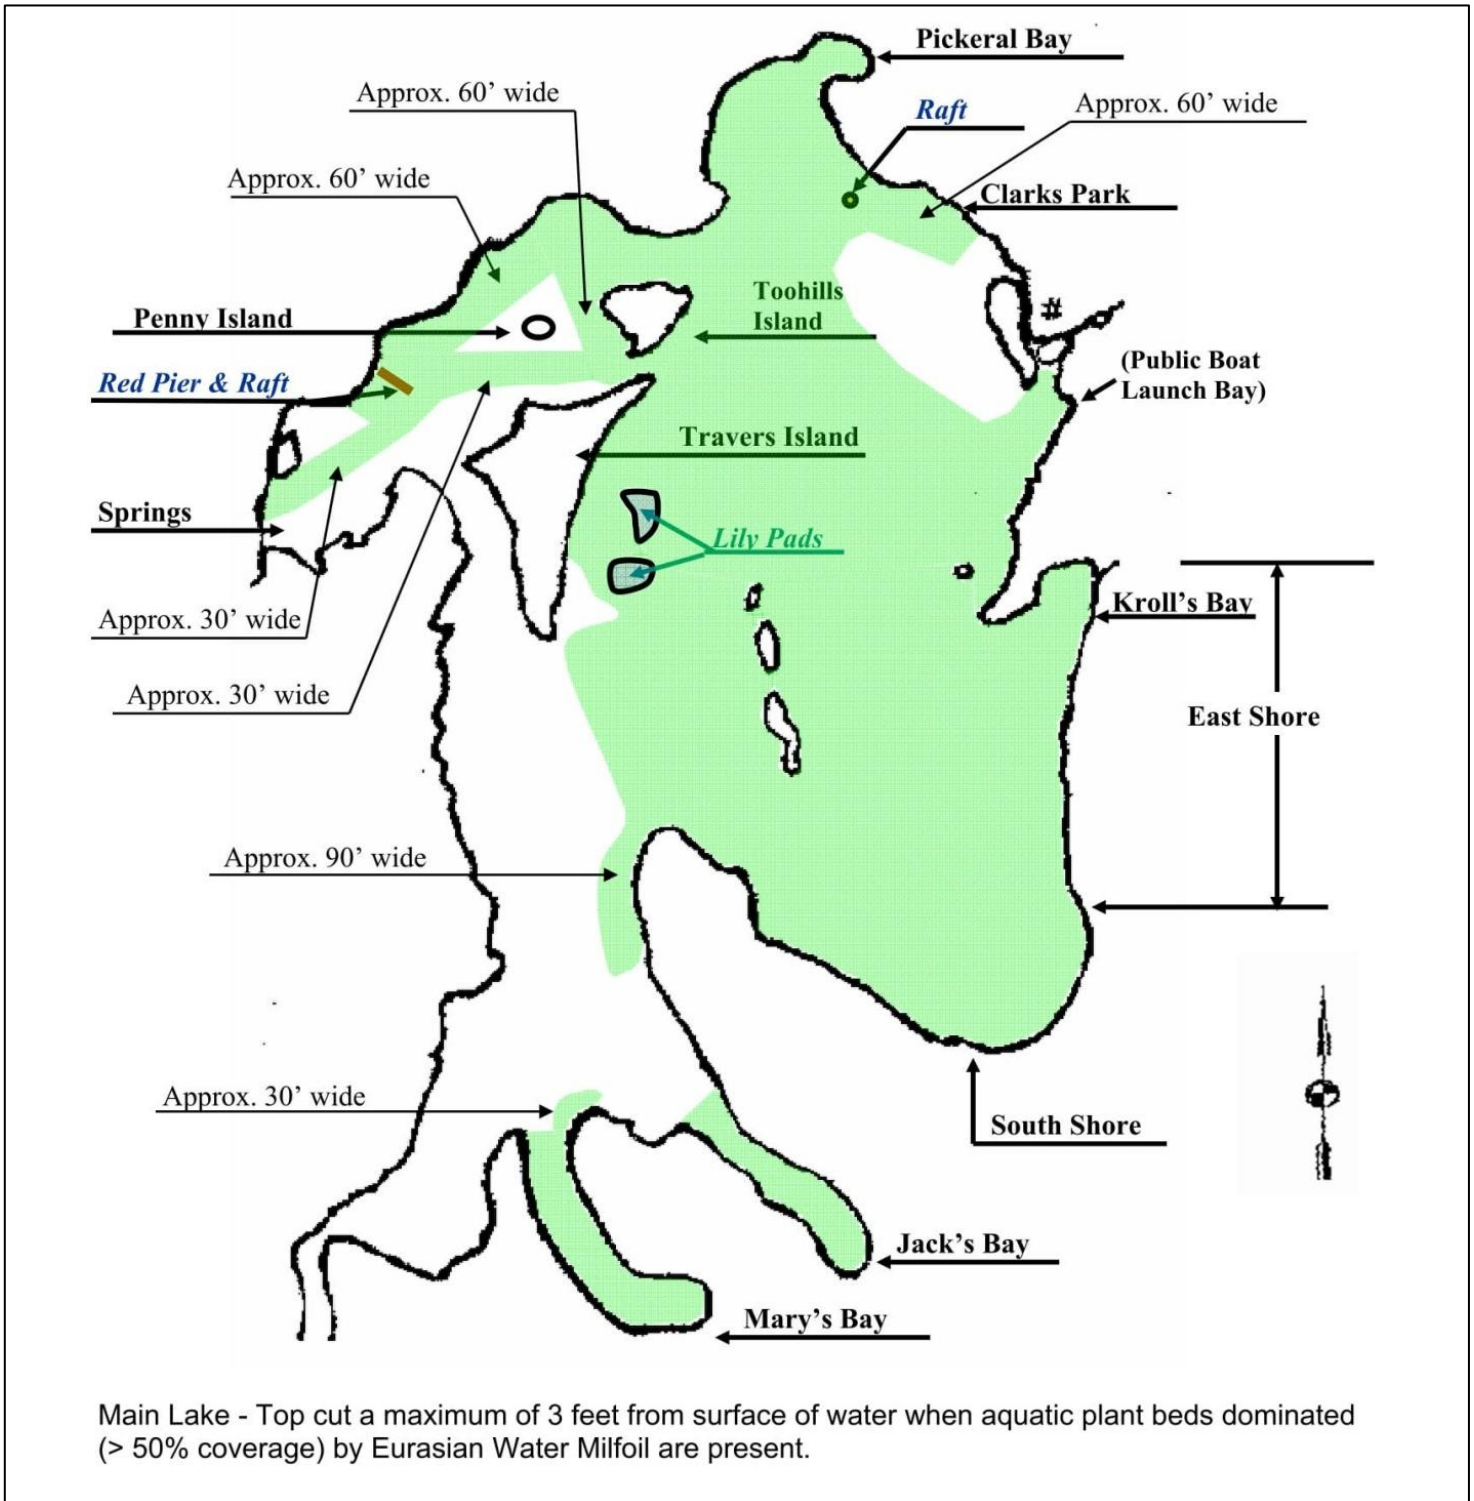 Pickeral Bay
Approx. 60’ wide
Raft
Approx. 60’ wide
Approx. 60’ wide
Clarks Park
Toohills
Island
#
Penny Island
(Public Boat
Launch Bay)
Red Pier & Raft
Travers Island
Springs
Lily Pads
Kroll’s Bay
Approx. 30’ wide
Approx. 30’ wide
East Shore
Approx. 90’ wide
Approx. 30’ wide
South Shore
Jack’s Bay
Mary’s Bay
Main Lake - Top cut a maximum of 3 feet from surface of water when aquatic plant beds dominated
(> 50% coverage) by Eurasian Water Milfoil are present.